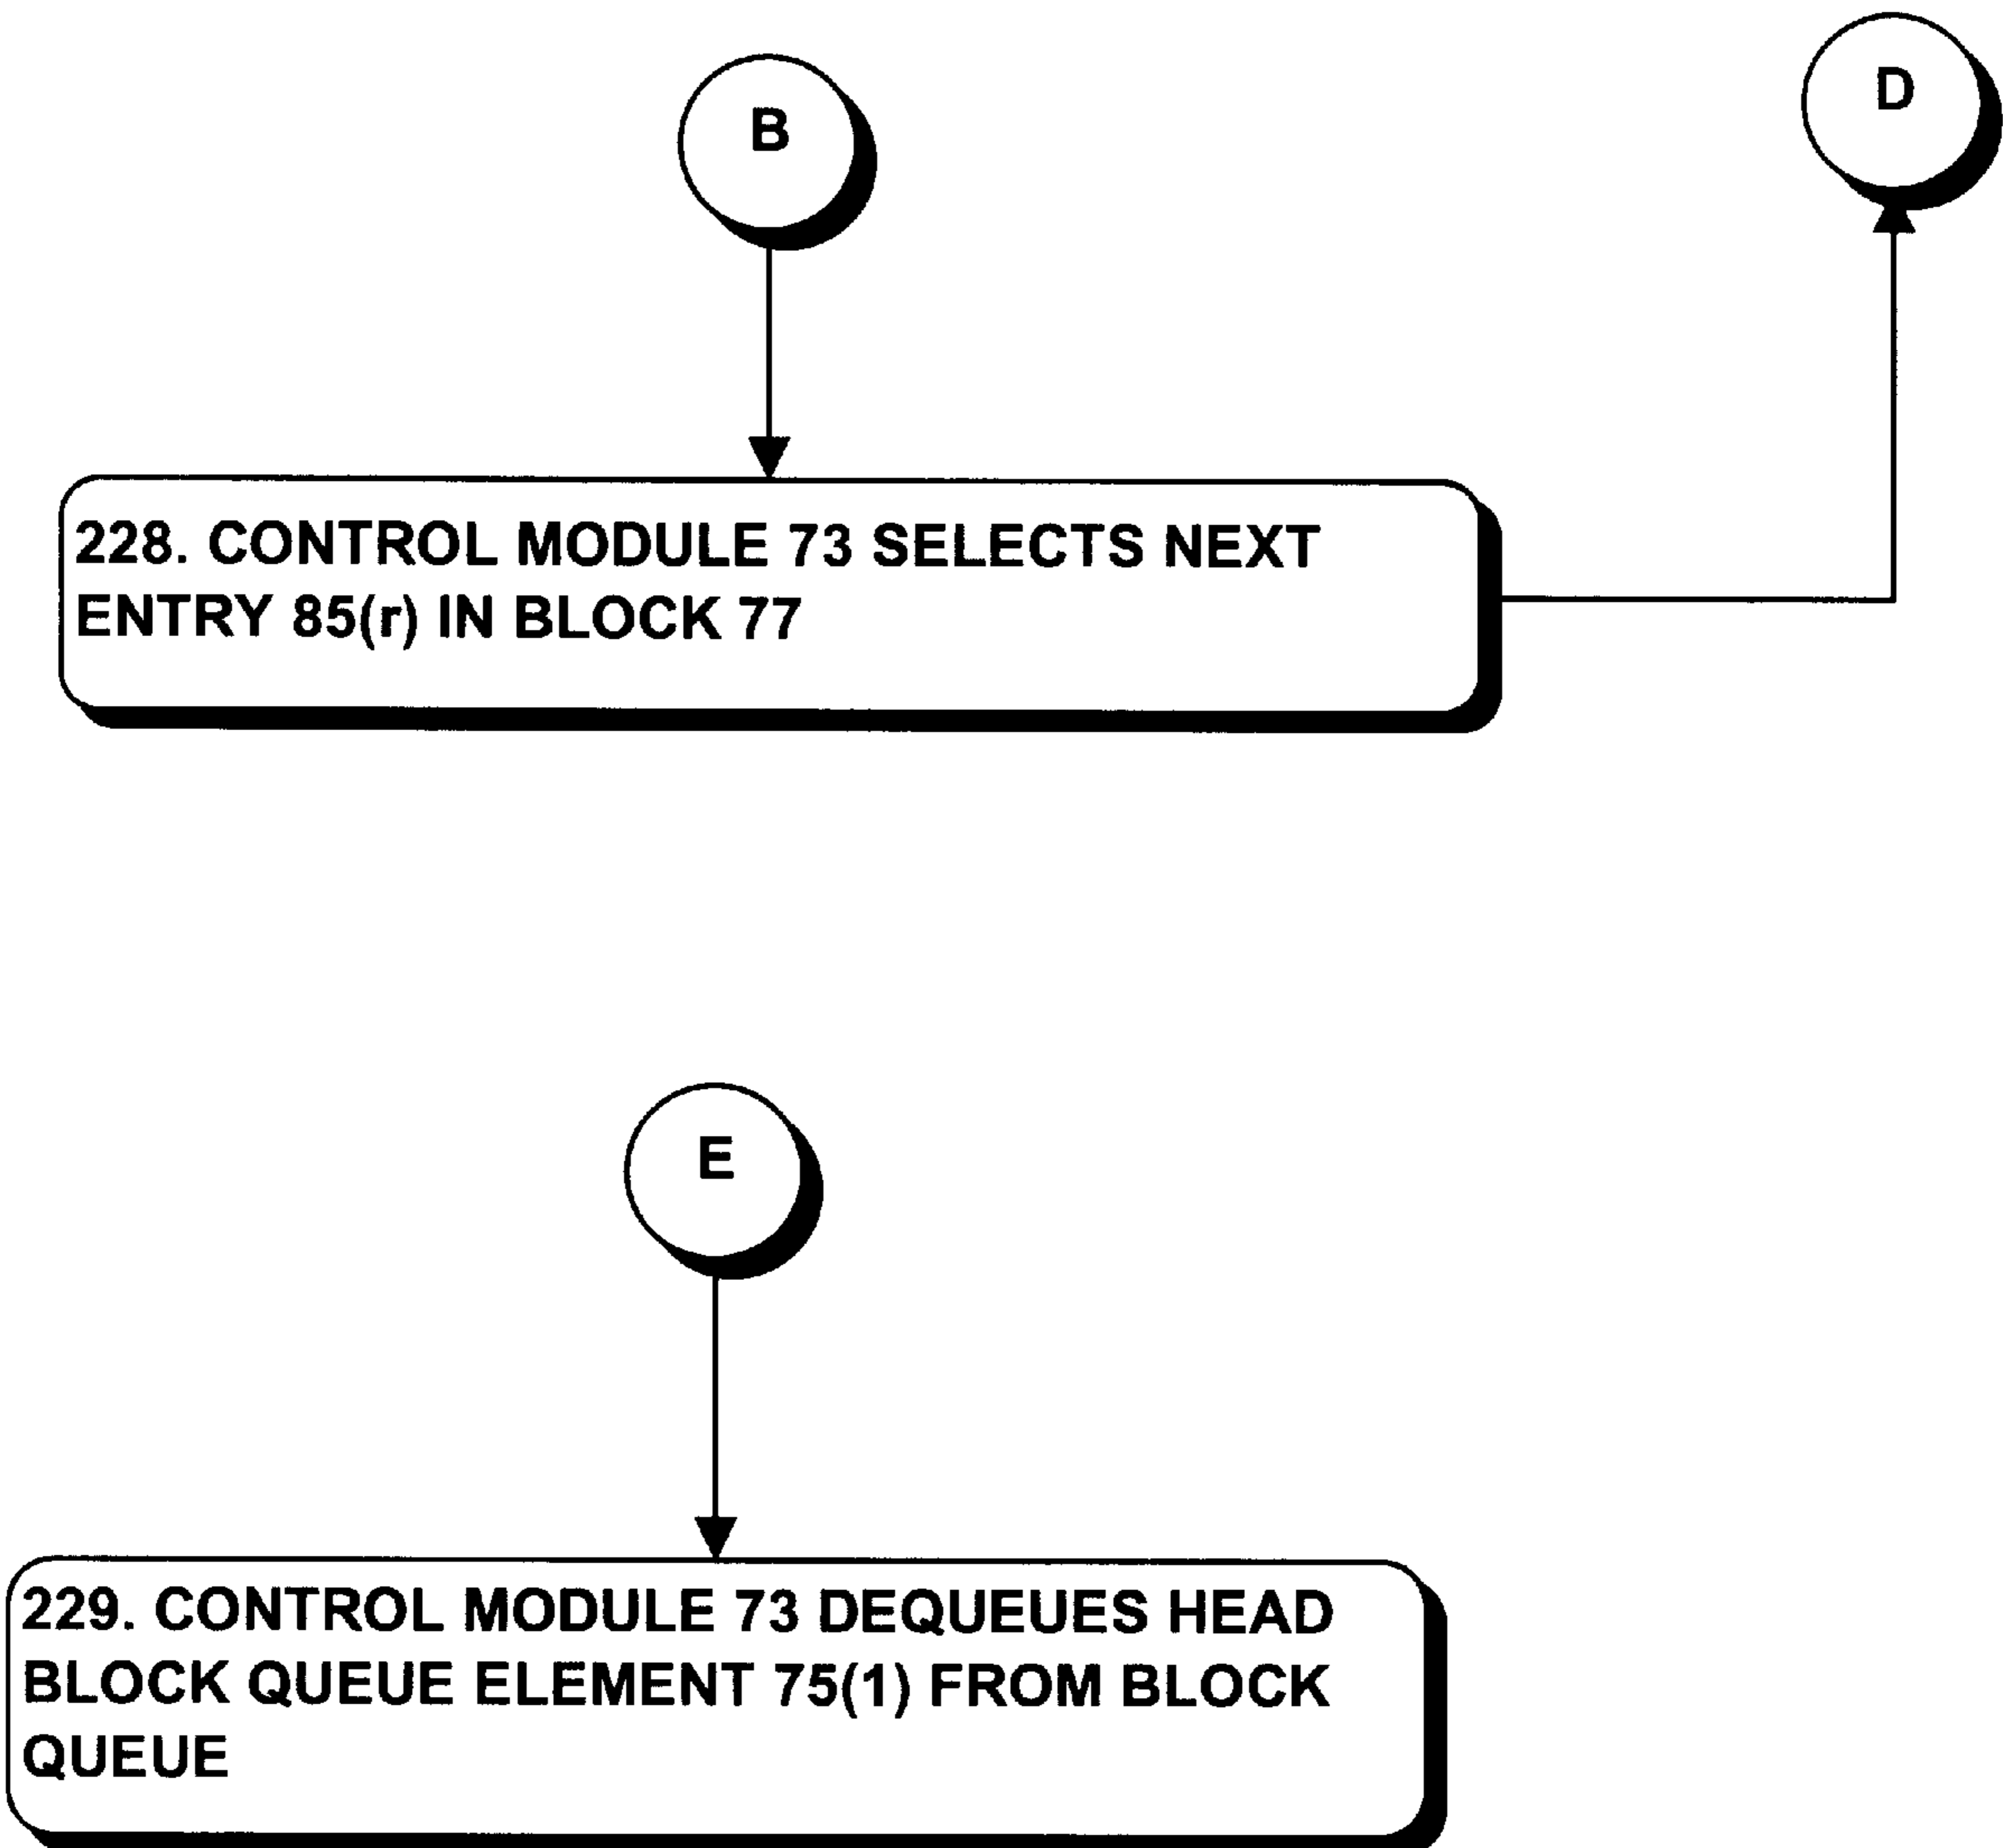 D
B
228. CONTROL MODULE 73 SELECTS NEXT
ENTRY 85(r) IN BLOCK 77
E
229. CONTROL MODULE 73 DEQUEUES HEAD
BLOCK QUEUE ELEMENT 75(1) FROM BLOCK
QUEUE